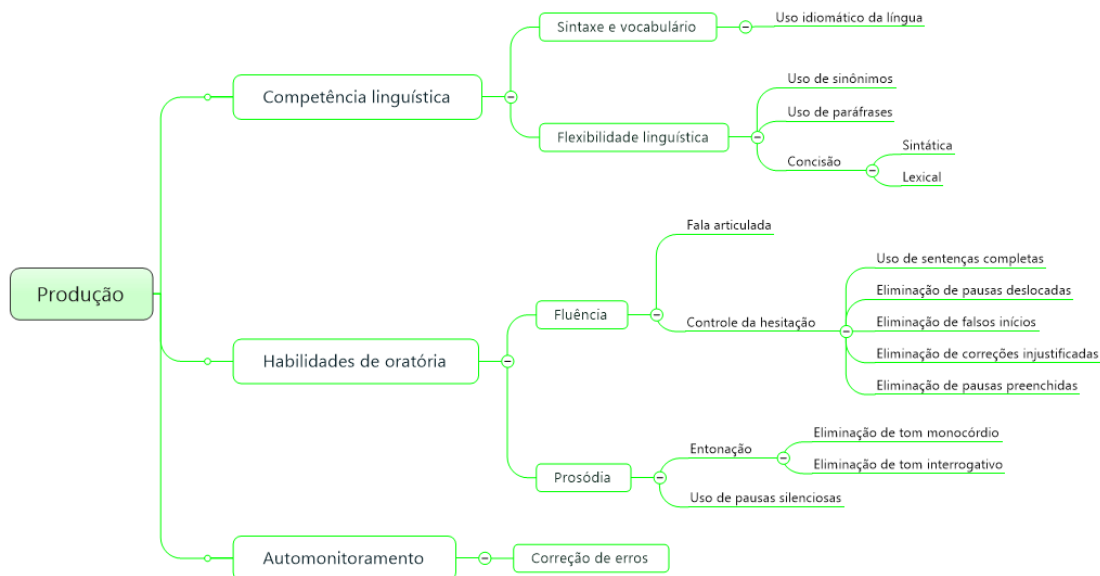 Produção
Competência linguística
Sintaxe e vocabulário
Uso idiomático da língua
Flexibilidade linguística
Uso de sinônimos
Uso de paráfrases
Concisão
Sintática
Lexical
Habilidades de oratória
Fluência
Fala articulada
Controle da hesitação
Uso de sentenças completas
Eliminação de pausas deslocadas
Eliminação de falsos inícios
Eliminação de correções injustificadas
Eliminação de pausas preenchidas
Prosódia
Entonação
Eliminação de tom monocórdio
Eliminação de tom interrogativo
Uso de pausas silenciosas
Automonitoramento
Correção de erros